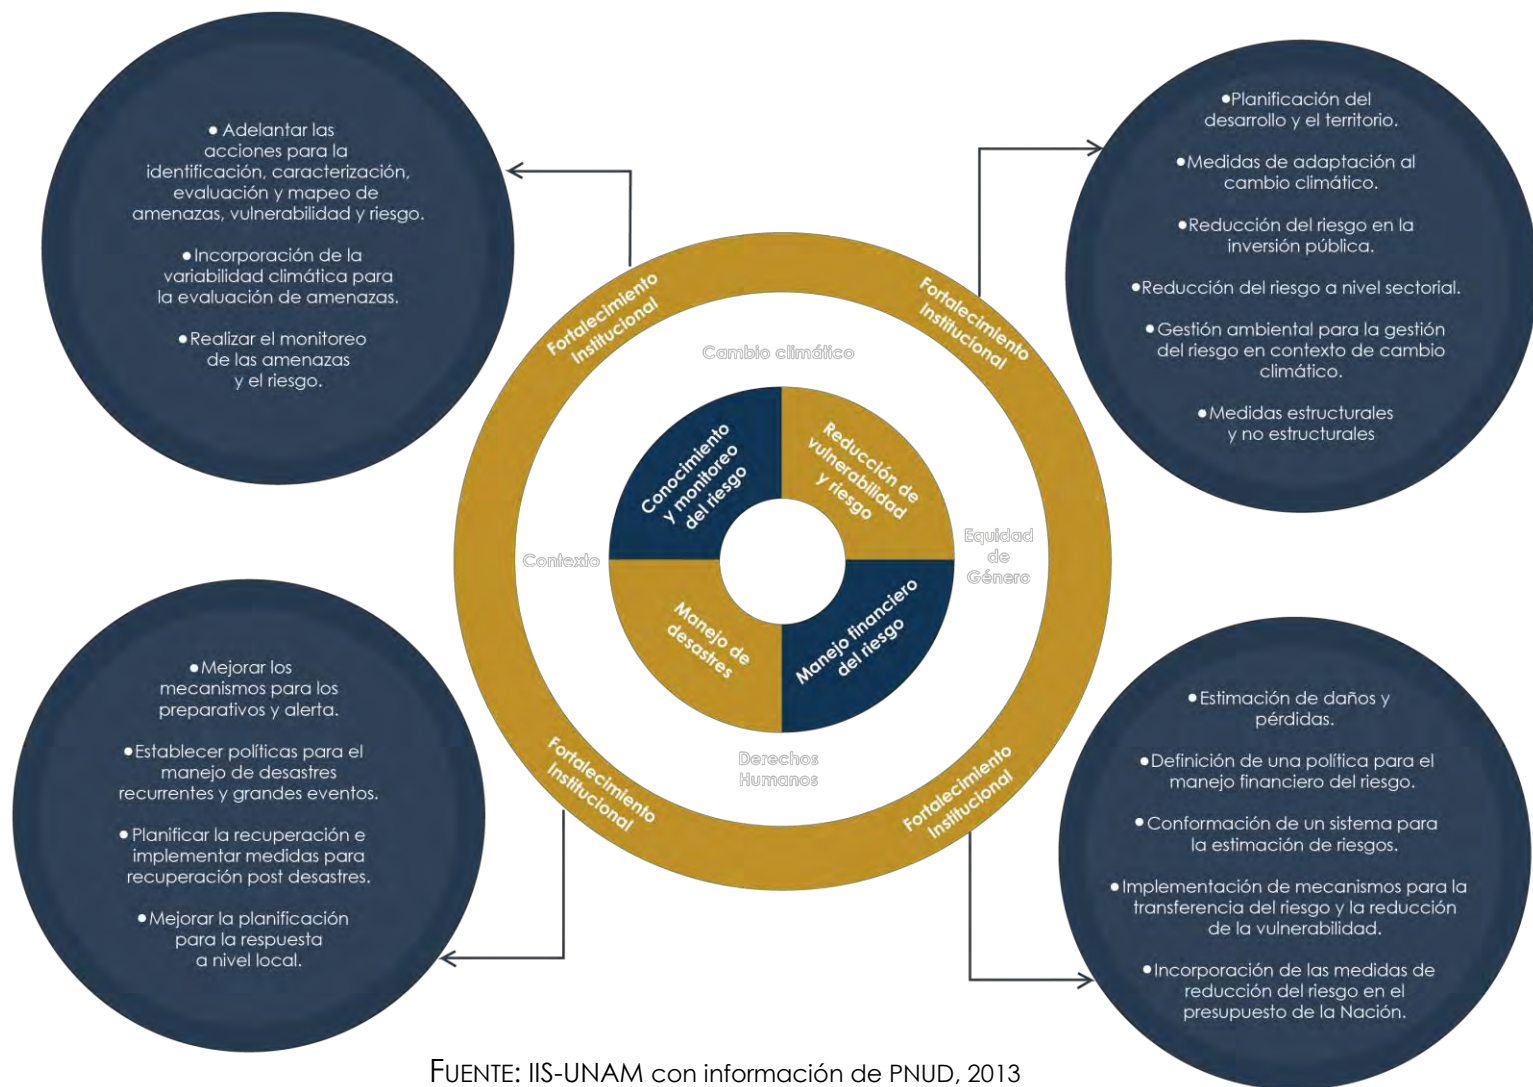 ● Adelantar las
acciones para la
identificación, caracterización,
evaluación y mapeo de
amenazas, vulnerabilidad y riesgo.
● Incorporación de la
variabilidad climática para
la evaluación de amenazas.
● Realizar el monitoreo
de las amenazas
y el riesgo.
● Planificación del
desarrollo y el territorio.
● Medidas de adaptación al
cambio climático.
● Reducción del riesgo en la
inversión pública.
● Reducción del riesgo a nivel sectorial.
● Gestión ambiental para la gestión
del riesgo en contexto de cambio
climático.
● Medidas estructurales
y no estructurales
Fortalecimiento
Institucional
Fortalecimiento
Institucional
Cambio climático
Conocimiento
y monitoreo
del riesgo
Reducción de
vulnerabilidad
y riesgo
Contexto
Equidad
de
Género
Manejo de
desastres
Manejo financiero
del riesgo
Derechos
Humanos
Fortalecimiento
Institucional
Fortalecimiento
Institucional
● Mejorar los
mecanismos para los
preparativos y alerta.
● Establecer políticas para el
manejo de desastres
recurrentes y grandes eventos.
● Planificar la recuperación e
implementar medidas para
recuperación post desastres.
● Mejorar la planificación
para la respuesta
a nivel local.
● Estimación de daños y
pérdidas.
● Definición de una política para el
manejo financiero del riesgo.
● Conformación de un sistema para
la estimación de riesgos.
● Implementación de mecanismos para la
transferencia del riesgo y la reducción
de la vulnerabilidad.
● Incorporación de las medidas de
reducción del riesgo en el
presupuesto de la Nación.
FUENTE: IIS-UNAM con información de PNUD, 2013